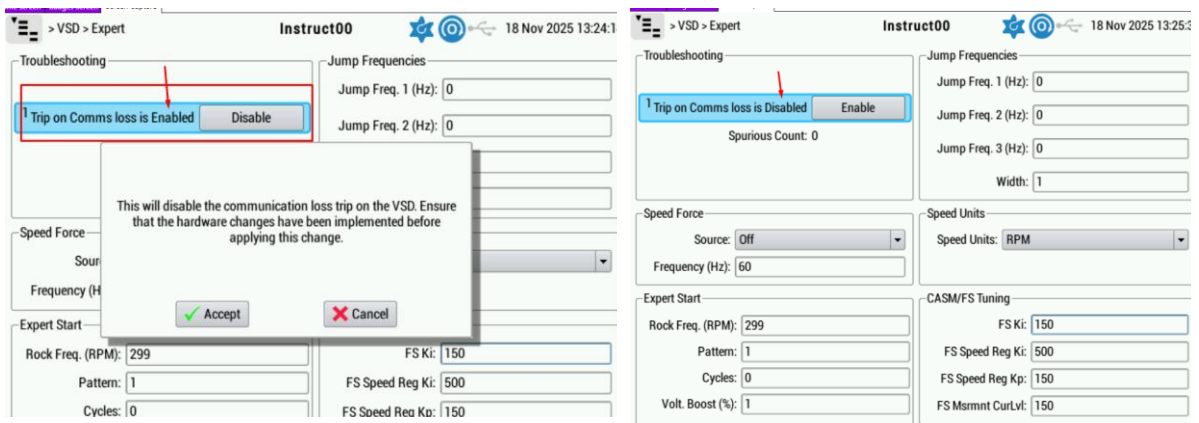 > VSD > Expert
Instruct00
18 Nov 2025 13:24:1
Troubleshooting
1 Trip on Comms loss is Enabled
Disable
Jump Frequencies
Jump Freq. 1 (Hz): 0
Jump Freq. 2 (Hz): 0
This will disable the communication loss trip on the VSD. Ensure
that the hardware changes have been implemented before
applying this change.
Accept
Cancel
Speed Force
Sour
Frequency (H
Expert Start
Rock Freq. (RPM): 299
Pattern: 1
Cycles: 0
FS Ki: 150
FS Speed Reg Ki: 500
FS Speed Reg Kp: 150
> VSD > Expert
Instruct00
18 Nov 2025 13:25:3
Troubleshooting
1 Trip on Comms loss is Disabled
Enable
Spurious Count: 0
Jump Frequencies
Jump Freq. 1 (Hz): 0
Jump Freq. 2 (Hz): 0
Jump Freq. 3 (Hz): 0
Width: 1
Speed Force
Source: Off
Frequency (Hz): 60
Speed Units
Speed Units: RPM
Expert Start
Rock Freq. (RPM): 299
Pattern: 1
Cycles: 0
Volt. Boost (%): 1
CASM/FS Tuning
FS Ki: 150
FS Speed Reg Ki: 500
FS Speed Reg Kp: 150
FS Msrmnt CurLvl: 150